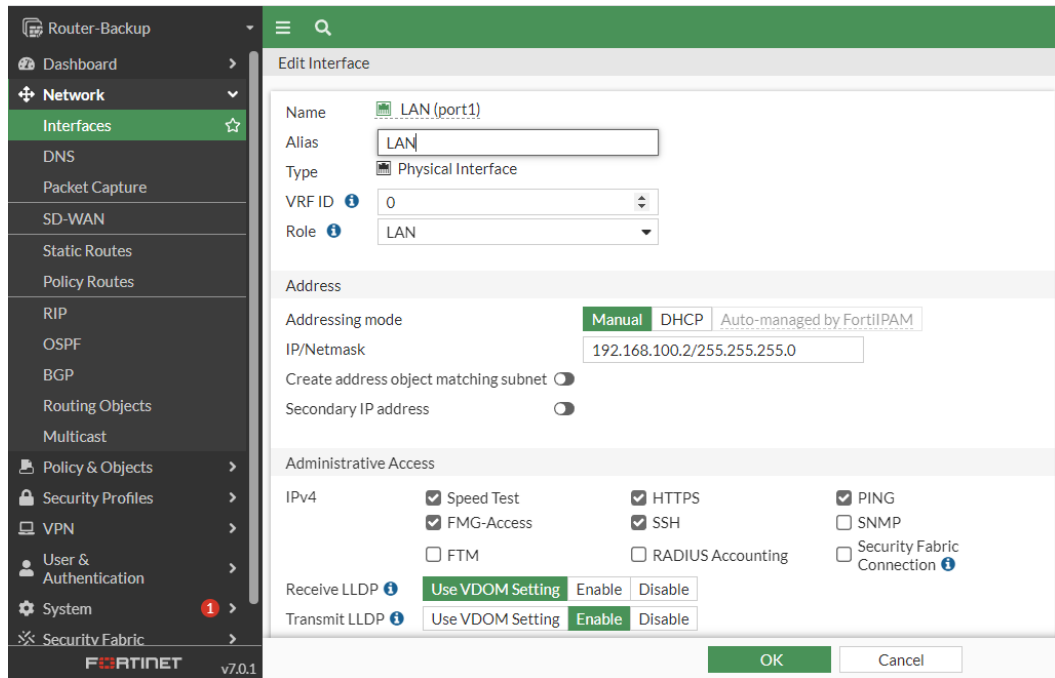 Router-Backup
Dashboard
Network
Interfaces
DNS
Packet Capture
SD-WAN
Static Routes
Policy Routes
RIP
OSPF
BGP
Routing Objects
Multicast
Policy & Objects
Security Profiles
VPN
User &
Authentication
System 1
Security Fabric
FORTINET v7.0.1
Edit Interface
Name LAN (port1)
Alias LAN
Type Physical Interface
VRF ID 0
Role LAN
Address
Addressing mode Manual DHCP Auto-managed by FortiIPAM
IP/Netmask 192.168.100.2/255.255.255.0
Create address object matching subnet
Secondary IP address
Administrative Access
IPv4 Speed Test HTTPS PING
FMG-Access SSH SNMP
FTM RADIUS Accounting Security Fabric
Connection
Receive LLDP Use VDOM Setting Enable Disable
Transmit LLDP Use VDOM Setting Enable Disable
OK Cancel